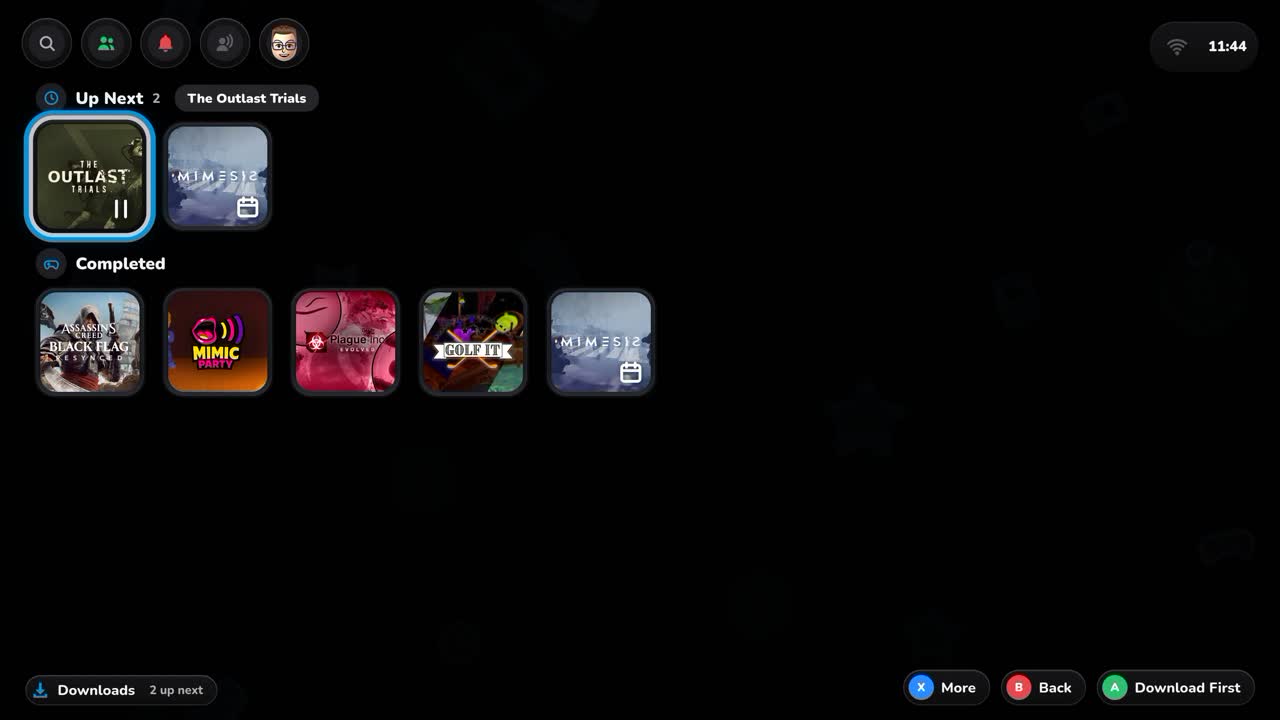 11:44
Up Next 2
The Outlast Trials
THE
OUTLAST
TRIALS
MIMESIS
Completed
ASSASSIN'S
CREED
BLACK FLAG
RESYNCED
MIMIC
PARTY
Plague Inc
EVOLVED
GOLF IT
MIMESIS
Downloads 2 up next
X More
B Back
A Download First